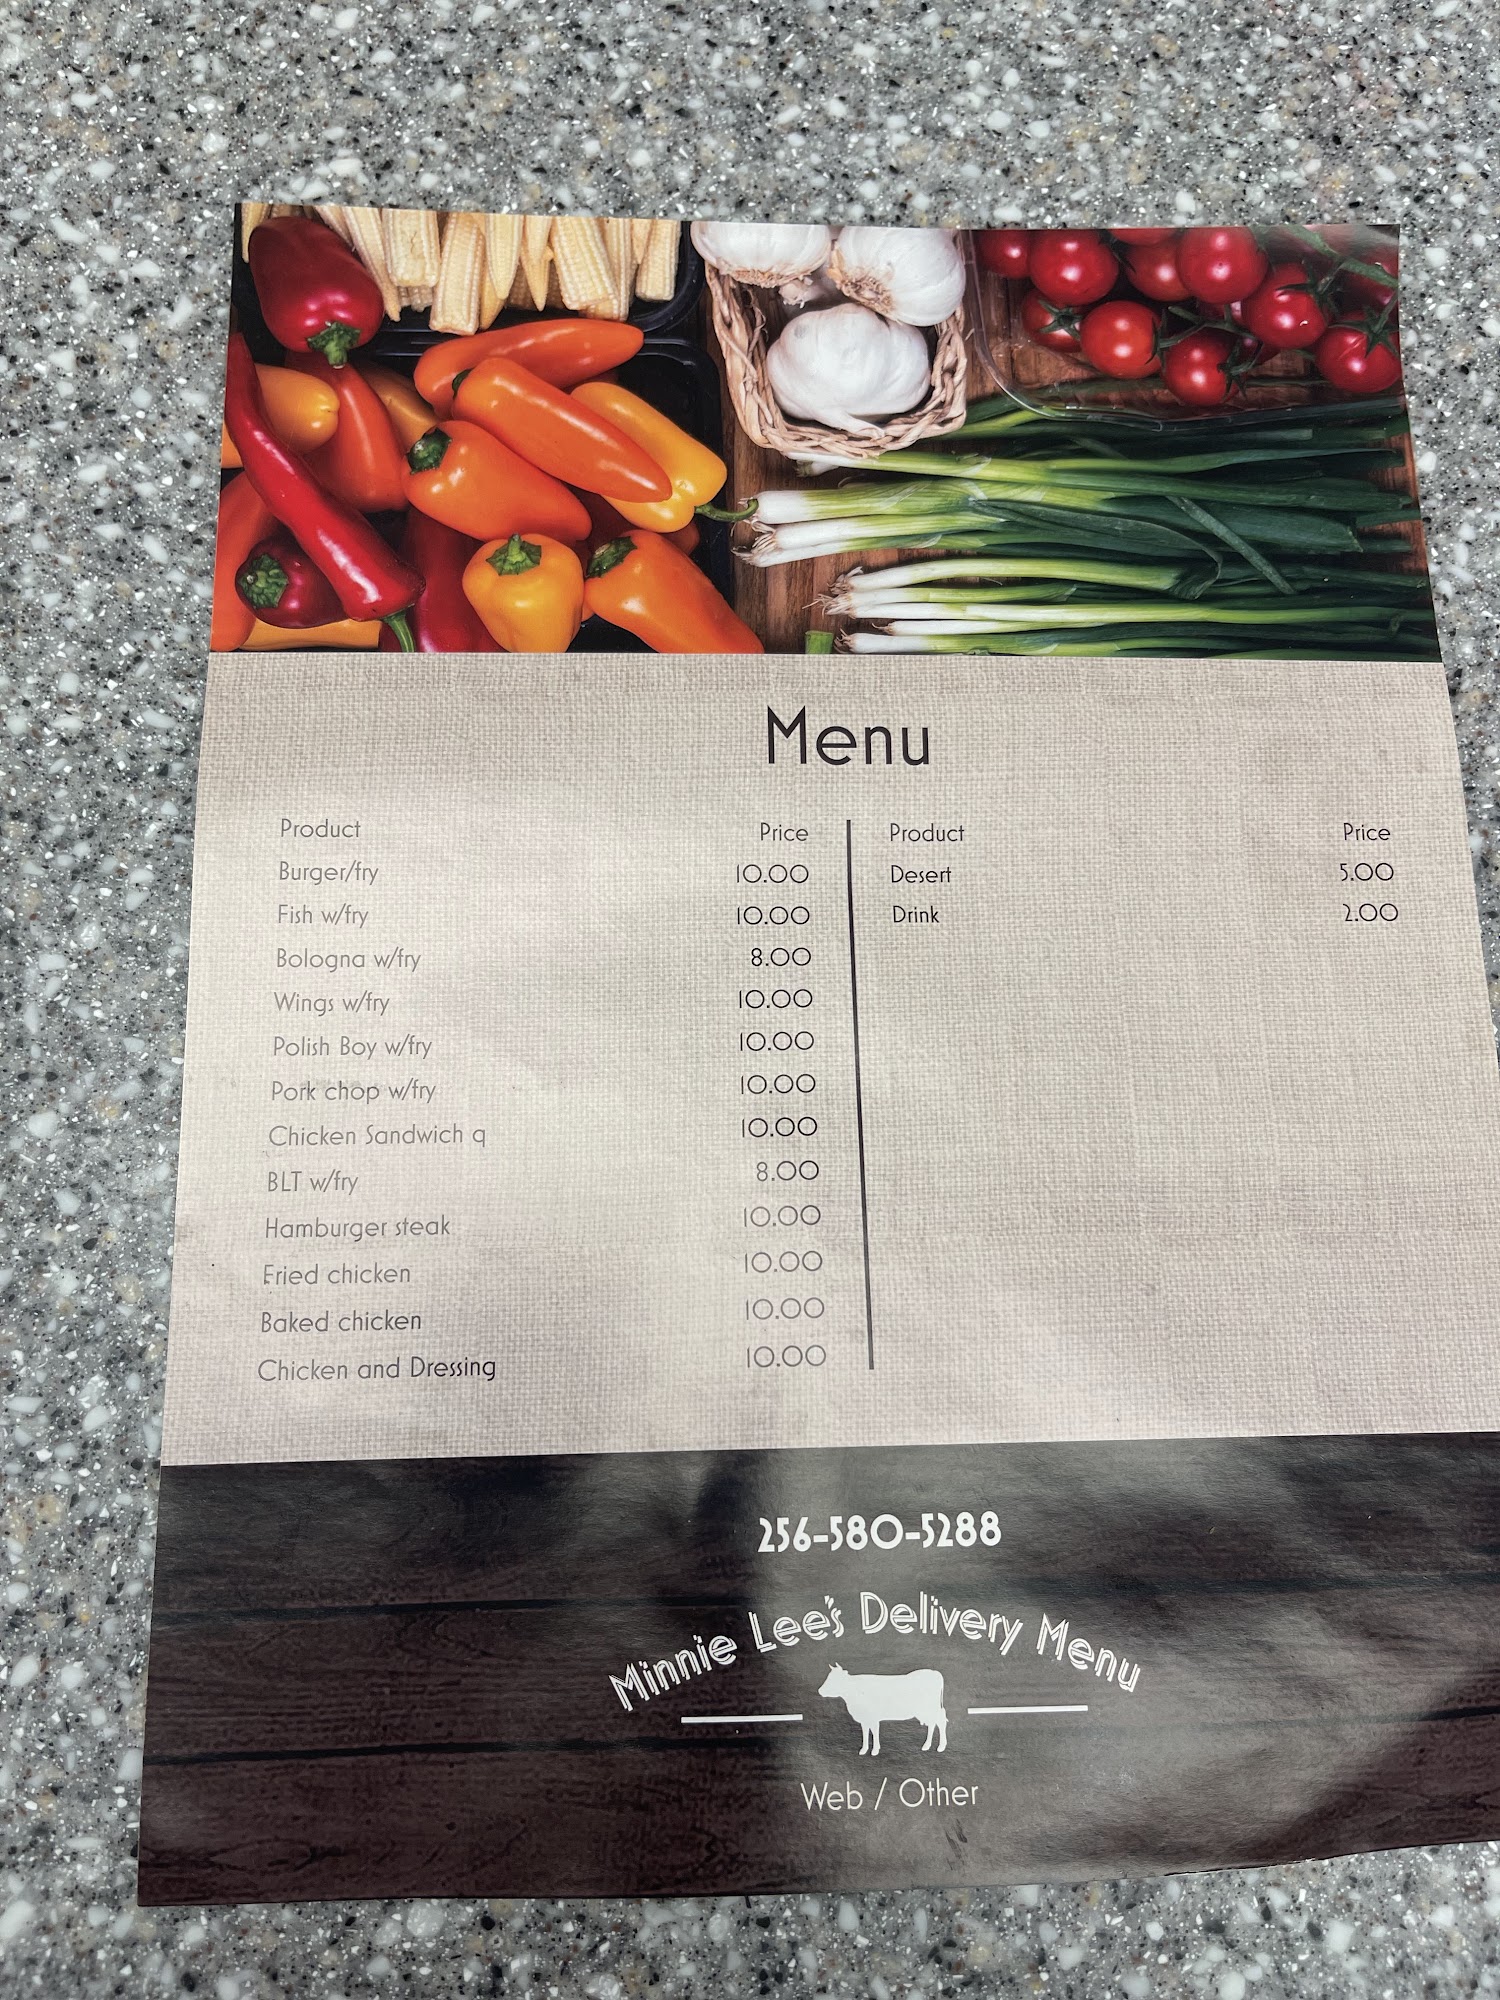 Menu
Product Price
Burger/fry 10.00
Fish w/fry 10.00
Bologna w/fry 8.00
Wings w/fry 10.00
Polish Boy w/fry 10.00
Pork chop w/fry 10.00
Chicken Sandwich q 10.00
BLT w/fry 8.00
Hamburger steak 10.00
Fried chicken 10.00
Baked chicken 10.00
Chicken and Dressing 10.00
Product Price
Desert 5.00
Drink 2.00
256-580-5288
Minnie Lee's Delivery Menu
Web / Other